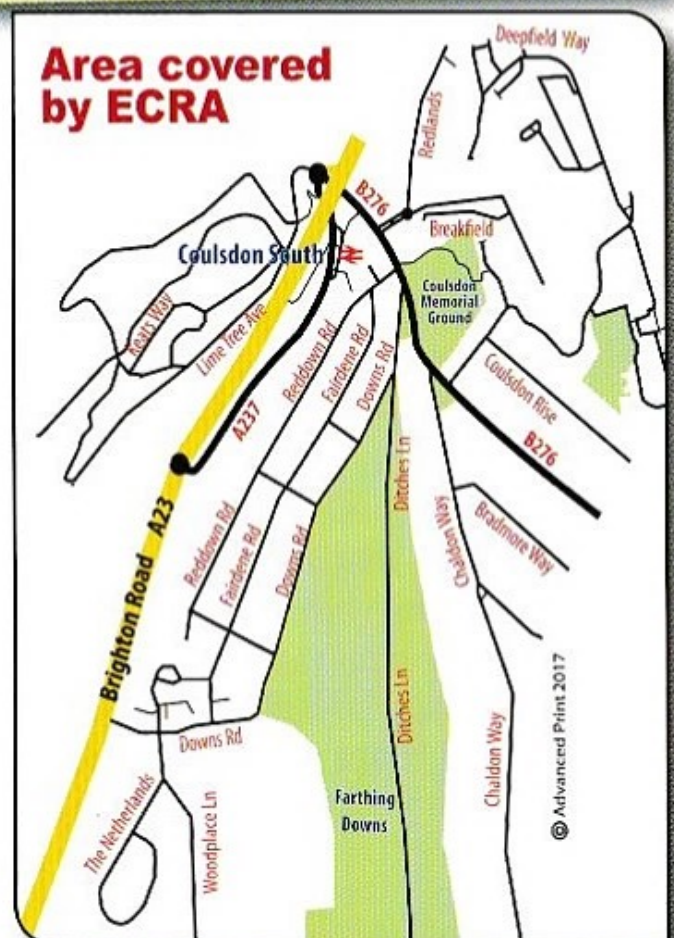 Area covered
by ECRA
Deepfield Way
Redlands
B276
Breakfield
Coulsdon South
Coulsdon
Memorial
Ground
Keats Way
Lime Tree Ave
Reddown Rd
Fairdene Rd
Downs Rd
A237
Coulsdon Rise
B276
Ditches Ln
Chaldon Way
Bradmore Way
Brighton Road A23
Reddown Rd
Fairdene Rd
Downs Rd
Ditches Ln
Chaldon Way
Downs Rd
The Netherlands
Woodplace Ln
Farthing
Downs
© Advanced Print 2017